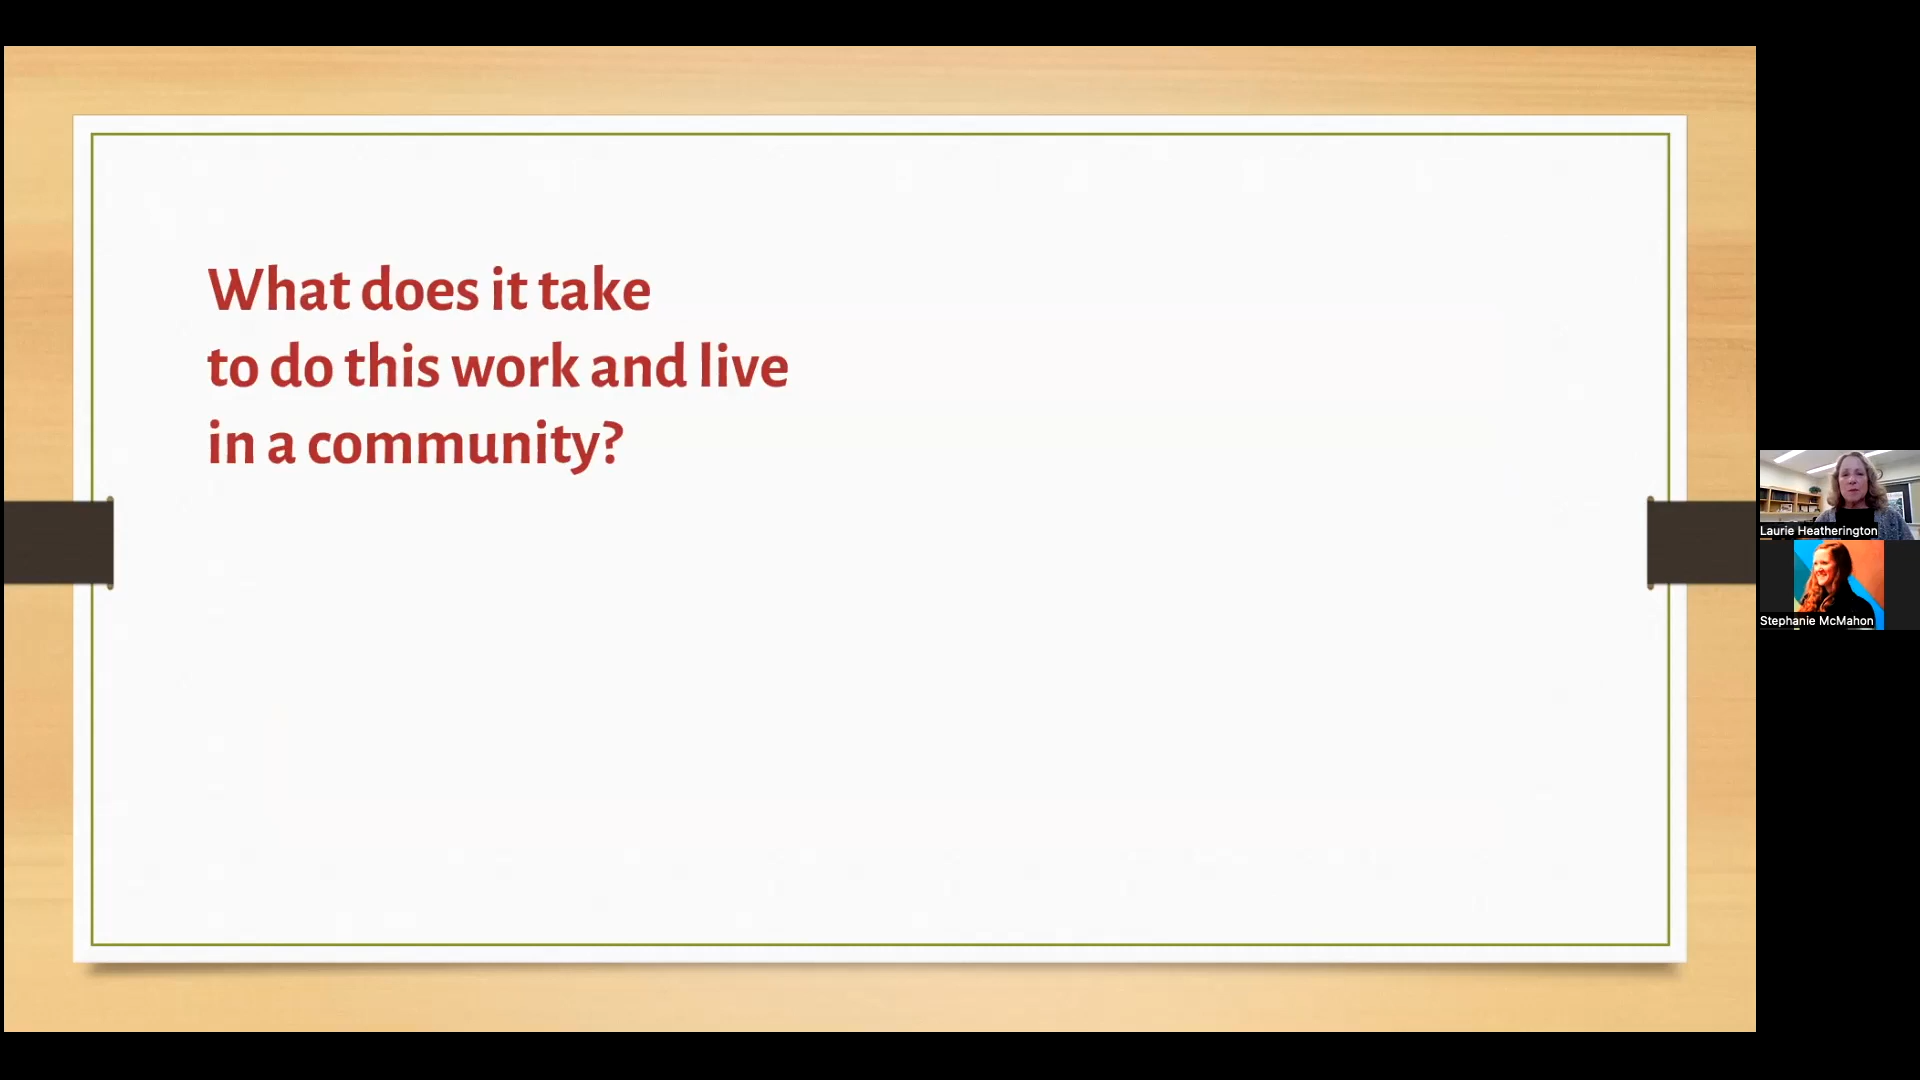 What does it take
to do this work and live
in a community?
Laurie Heatherington
Stephanie McMahon